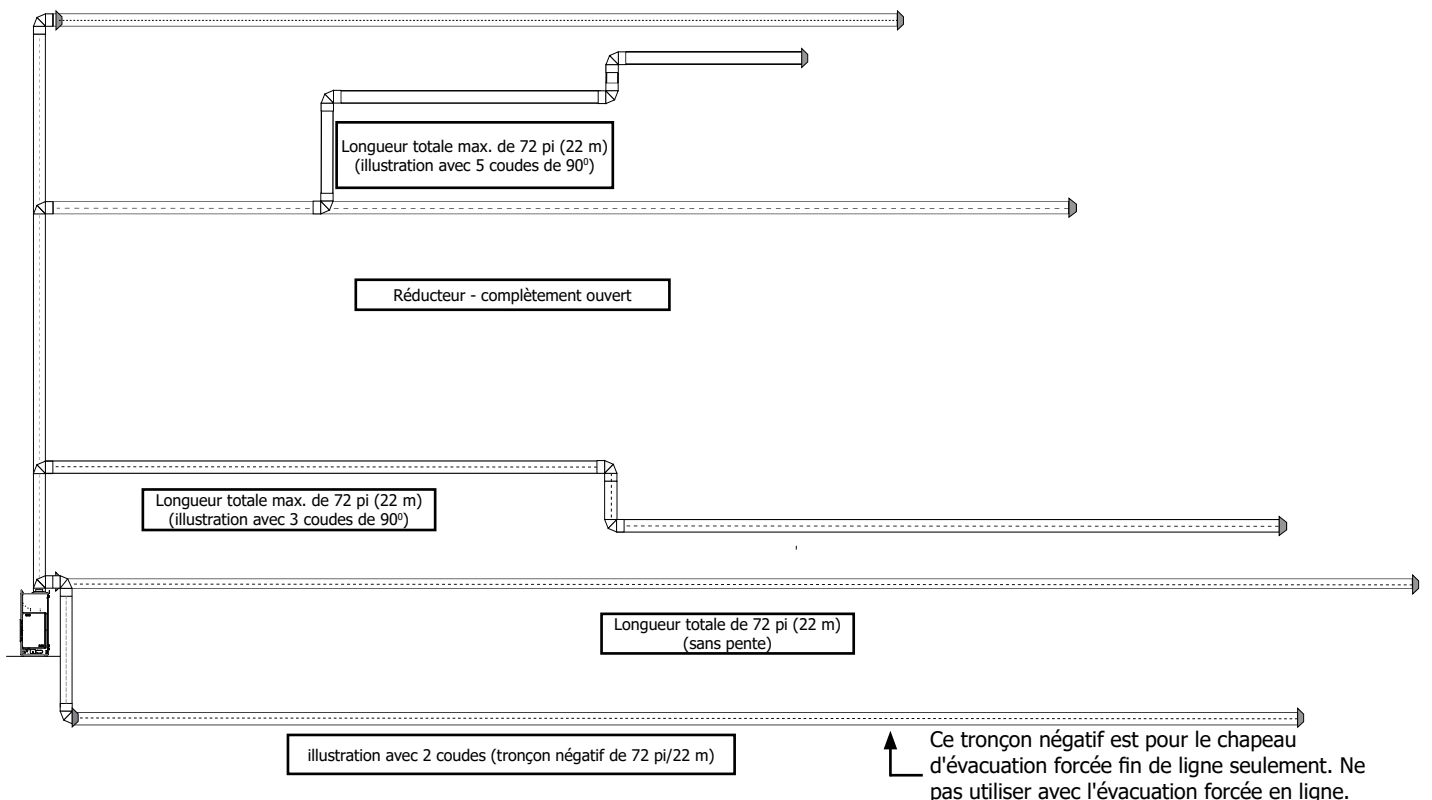 Longueur totale max. de 72 pi (22 m)
(illustration avec 5 coudes de 90⁰)
Réducteur - complètement ouvert
Longueur totale max. de 72 pi (22 m)
(illustration avec 3 coudes de 90⁰)
Longueur totale de 72 pi (22 m)
(sans pente)
illustration avec 2 coudes (tronçon négatif de 72 pi/22 m)
Ce tronçon négatif est pour le chapeau
d'évacuation forcée fin de ligne seulement. Ne
pas utiliser avec l'évacuation forcée en ligne.